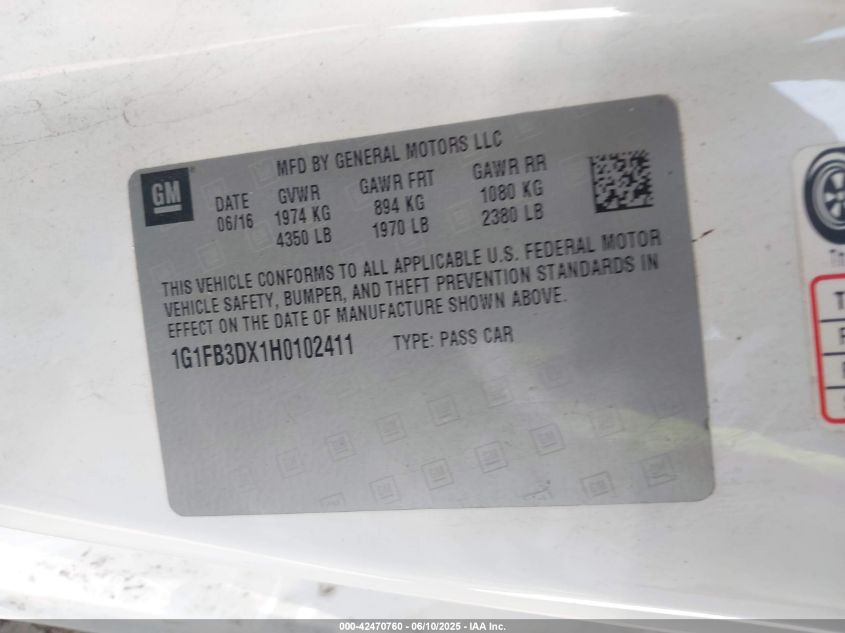 GM
MFD BY GENERAL MOTORS LLC
DATE GVWR GAWR FRT GAWR RR
06/16 1974 KG 894 KG 1080 KG
4350 LB 1970 LB 2380 LB
THIS VEHICLE CONFORMS TO ALL APPLICABLE U.S. FEDERAL MOTOR
VEHICLE SAFETY, BUMPER, AND THEFT PREVENTION STANDARDS IN
EFFECT ON THE DATE OF MANUFACTURE SHOWN ABOVE.
1G1FB3DX1H0102411 TYPE: PASS CAR
000-42470760 - 06/10/2025 - IAA Inc.